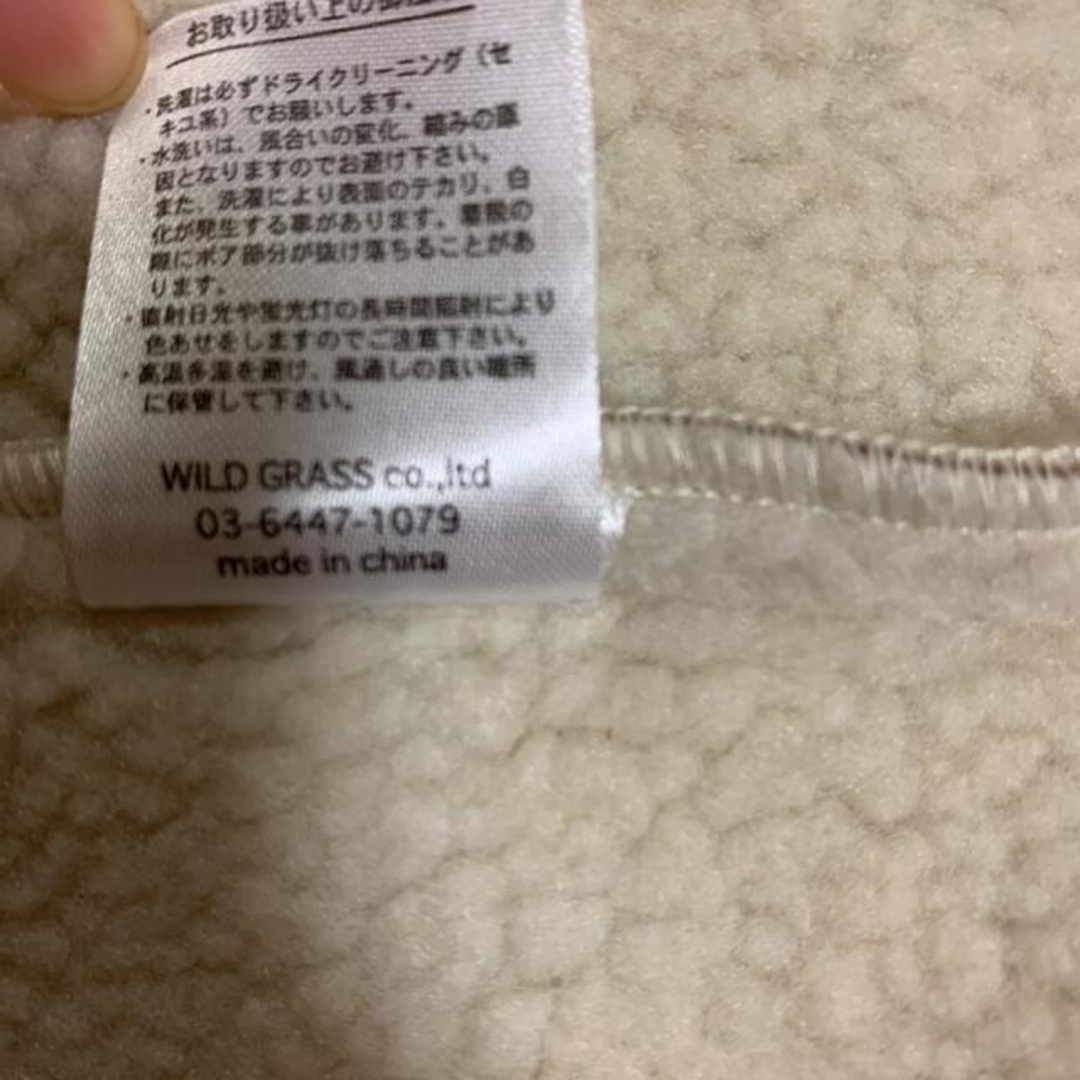 お取り扱い上の
・洗濯は必ずドライクリーニング（セ
キユ系）でお願いします。
・水洗いは、風合いの変化、縮みの原
因となりますのでお避け下さい。
また、洗濯により表面のテカリ、白
化が発生する事があります。着脱の
際にボア部分が抜け落ちることがあ
ります。
・直射日光や蛍光灯の長時間照射により
色あせをしますのでご注意下さい。
・高温多湿を避け、風通しの良い場所
に保管して下さい。
WILD GRASS co.,ltd
03-6447-1079
made in china